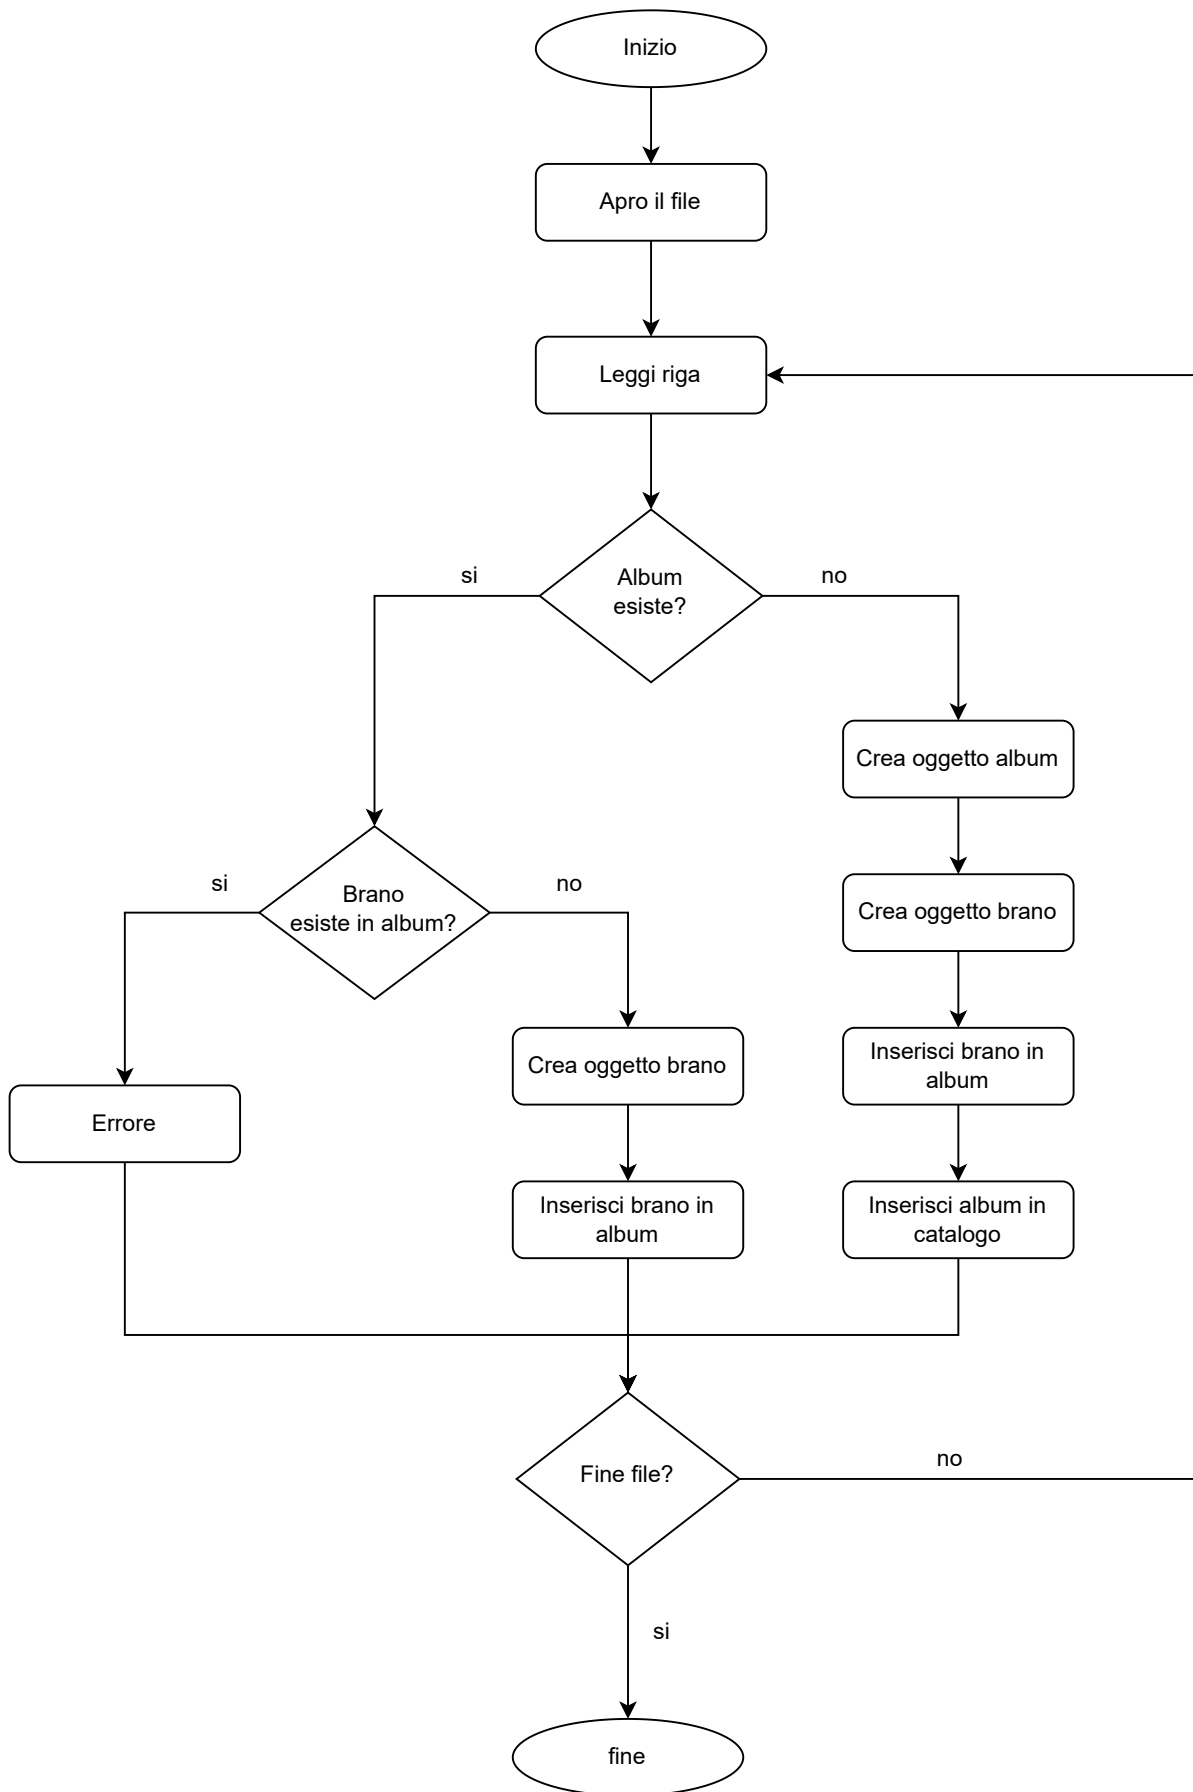 Inizio
Apro il file
Leggi riga
si
Album
esiste?
no
Crea oggetto album
si
Brano
esiste in album?
no
Crea oggetto brano
Crea oggetto brano
Inserisci brano in
album
Errore
Inserisci brano in
album
Inserisci album in
catalogo
Fine file?
no
si
fine